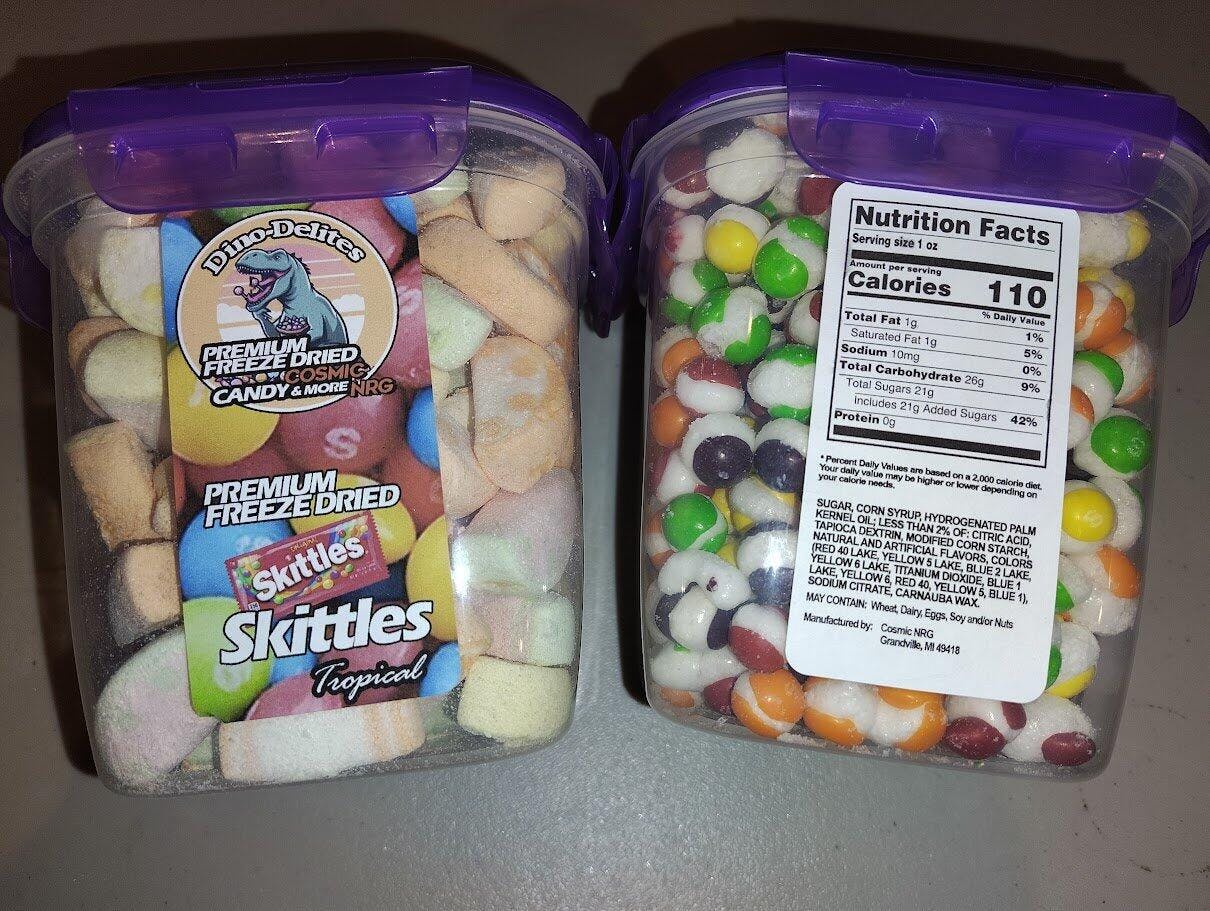 Dino-Delites
PREMIUM
FREEZE DRIED
COSMIC
CANDY & MORE NRG
S
PREMIUM
FREEZE DRIED
Skittles
Skittles
Tropical
Nutrition Facts
Serving size 1 oz
Amount per serving
Calories 110
% Daily Value
Total Fat 1g 1%
Saturated Fat 1g 5%
Sodium 10mg 0%
Total Carbohydrate 26g 9%
Total Sugars 21g
includes 21g Added Sugars 42%
Protein 0g
* Percent Daily Values are based on a 2,000 calorie diet.
Your daily value may be higher or lower depending on
your calorie needs.
SUGAR, CORN SYRUP, HYDROGENATED PALM
KERNEL OIL; LESS THAN 2% OF: CITRIC ACID,
TAPIOCA DEXTRIN, MODIFIED CORN STARCH,
NATURAL AND ARTIFICIAL FLAVORS, COLORS
(RED 40 LAKE, YELLOW 5 LAKE, BLUE 2 LAKE,
YELLOW 6 LAKE, TITANIUM DIOXIDE, BLUE 1
LAKE, YELLOW 6, RED 40, YELLOW 5, BLUE 1),
SODIUM CITRATE, CARNAUBA WAX.
MAY CONTAIN: Wheat, Dairy, Eggs, Soy and/or Nuts
Manufactured by: Cosmic NRG
Grandville, MI 49418